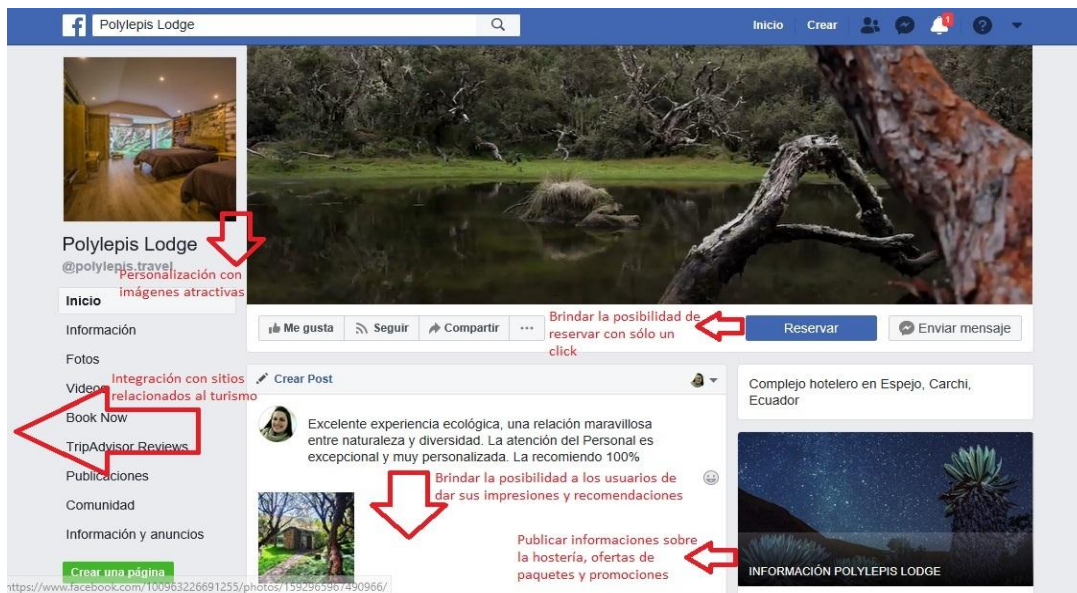 Polylepis Lodge
Inicio Crear
1
Polylepis Lodge
@polylepis.travel
Personalización con
imágenes atractivas
Inicio
Información
Fotos
Videos
Integración con sitios
relacionados al turismo
Book Now
TripAdvisor Reviews
Publicaciones
Comunidad
Información y anuncios
Crear una página
https://www.facebook.com/100963226691255/photos/1592965967490966/
Me gusta Seguir Compartir ...
Brindar la posibilidad de
reservar con sólo un
click
Reservar Enviar mensaje
Crear Post
Excelente experiencia ecológica, una relación maravillosa
entre naturaleza y diversidad. La atención del Personal es
excepcional y muy personalizada. La recomiendo 100%
Brindar la posibilidad a los usuarios de
dar sus impresiones y recomendaciones
Publicar informaciones sobre
la hostería, ofertas de
paquetes y promociones
Complejo hotelero en Espejo, Carchi,
Ecuador
INFORMACIÓN POLYLEPIS LODGE